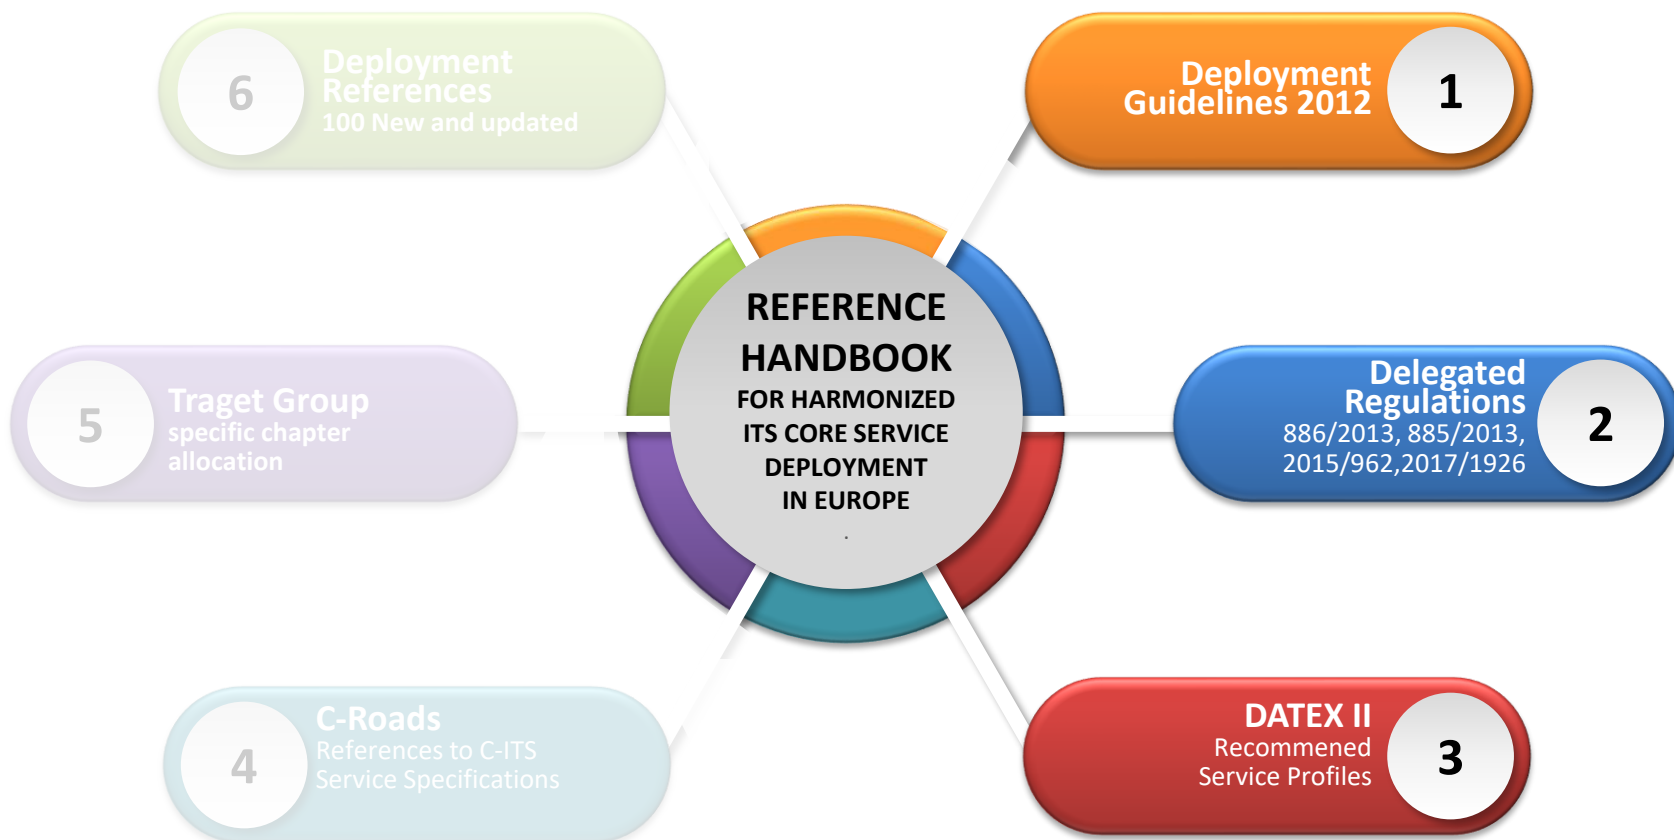 REFERENCE
HANDBOOK
FOR HARMONIZED
ITS CORE SERVICE
DEPLOYMENT
IN EUROPE
.
Deployment
Guidelines 2012
1
Delegated
Regulations
886/2013, 885/2013,
2015/962,2017/1926
2
DATEX II
Recommened
Service Profiles
3
4
C-Roads
References to C-ITS
Service Specifications
5
Traget Group
specific chapter
allocation
6
Deployment
References
100 New and updated